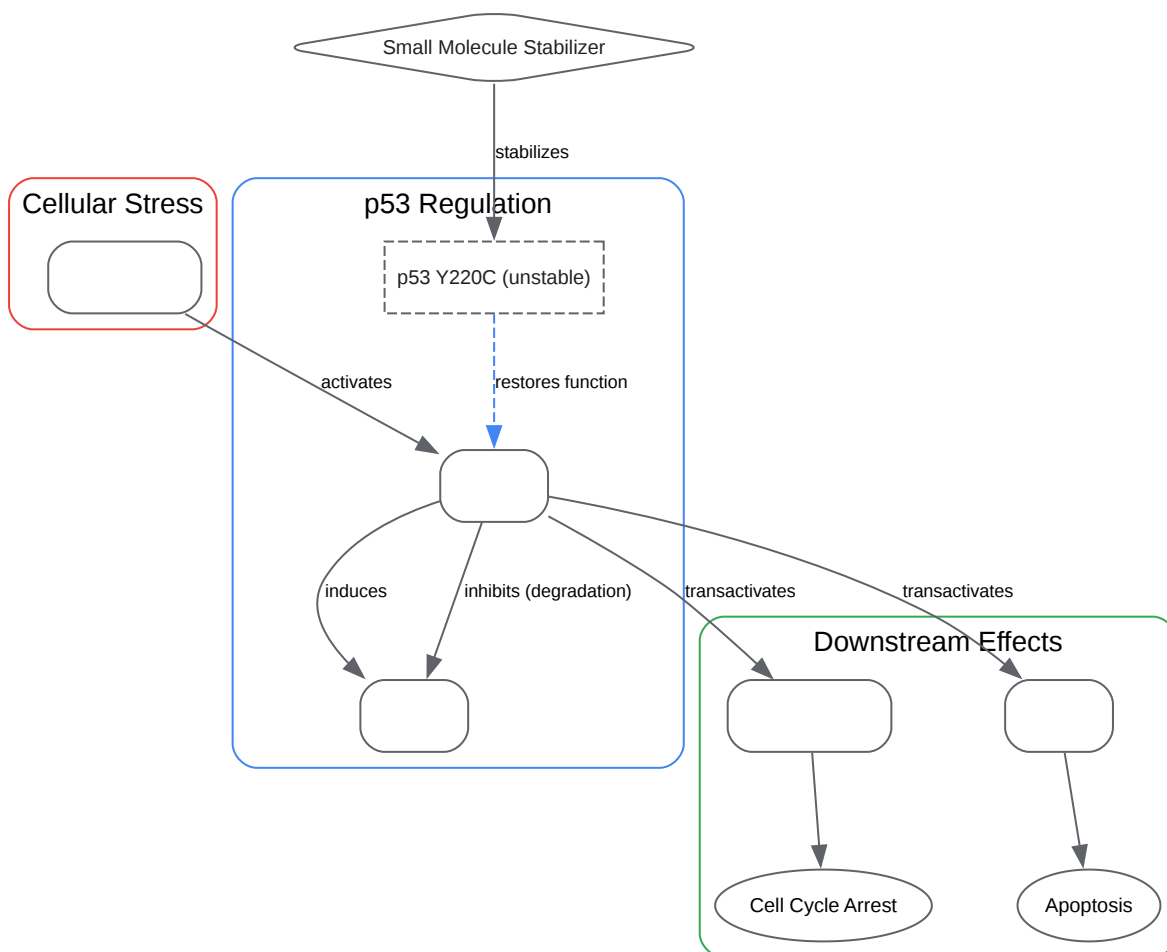 Small Molecule Stabilizer
stabilizes
Cellular Stress
p53 Regulation
p53 Y220C (unstable)
activates
restores function
induces
inhibits (degradation)
transactivates
transactivates
Downstream Effects
Cell Cycle Arrest
Apoptosis